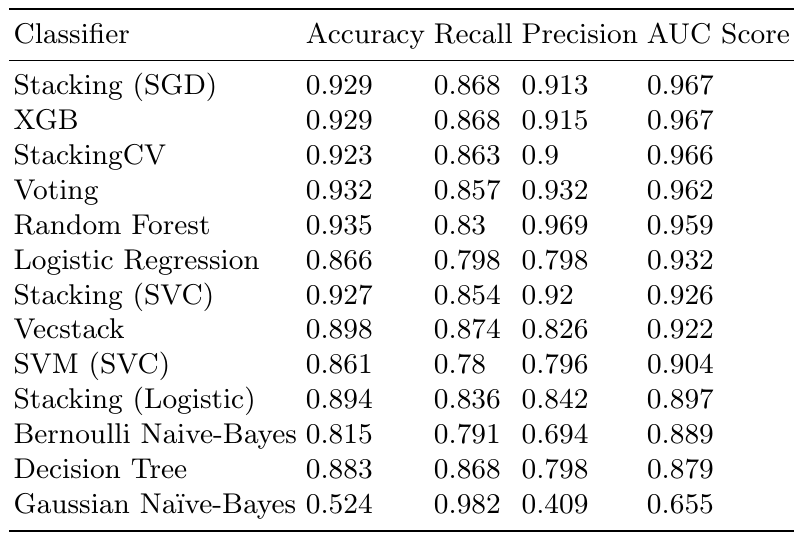 Classifier Accuracy Recall Precision AUC Score
Stacking (SGD) 0.929 0.868 0.913 0.967
XGB 0.929 0.868 0.915 0.967
StackingCV 0.923 0.863 0.9 0.966
Voting 0.932 0.857 0.932 0.962
Random Forest 0.935 0.83 0.969 0.959
Logistic Regression 0.866 0.798 0.798 0.932
Stacking (SVC) 0.927 0.854 0.92 0.926
Vecstack 0.898 0.874 0.826 0.922
SVM (SVC) 0.861 0.78 0.796 0.904
Stacking (Logistic) 0.894 0.836 0.842 0.897
Bernoulli Naive-Bayes 0.815 0.791 0.694 0.889
Decision Tree 0.883 0.868 0.798 0.879
Gaussian Naïve-Bayes 0.524 0.982 0.409 0.655